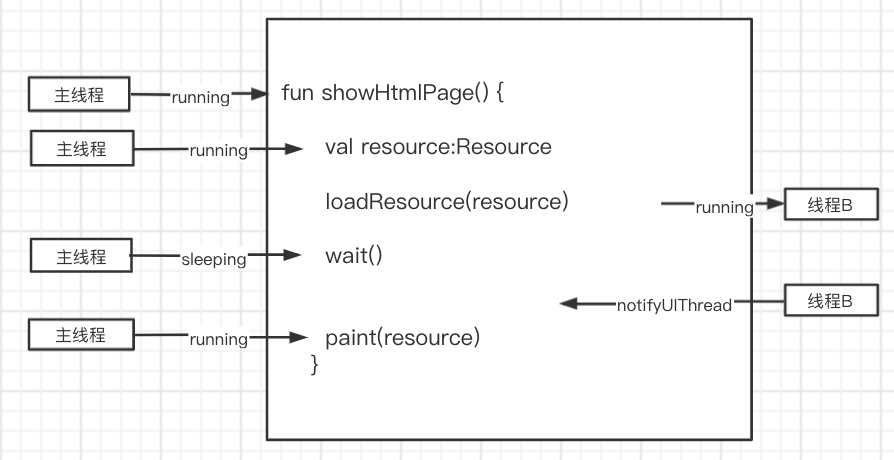 主线程 running fun showHtmlPage() {
主线程 running val resource:Resource
loadResource(resource) running 线程B
主线程 sleeping wait()
notifyUIThread 线程B
主线程 running paint(resource)
}